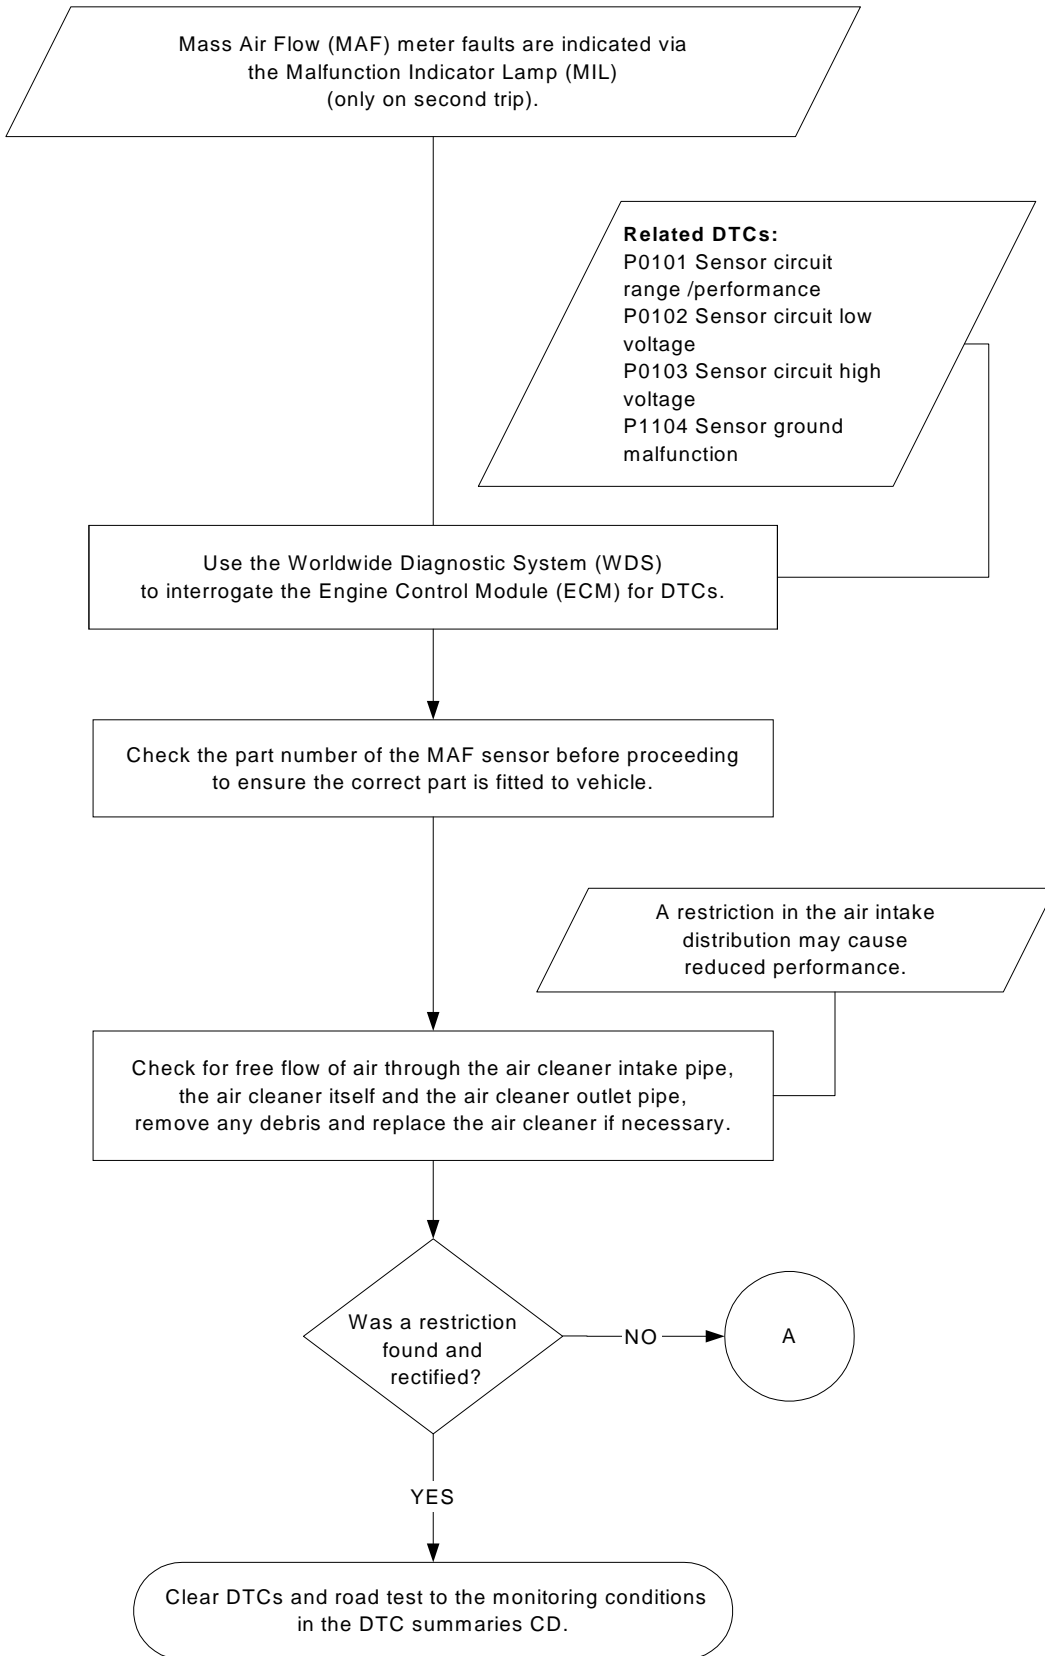 Mass Air Flow (MAF) meter faults are indicated via
the Malfunction Indicator Lamp (MIL)
(only on second trip).
Related DTCs:
P0101 Sensor circuit
range /performance
P0102 Sensor circuit low
voltage
P0103 Sensor circuit high
voltage
P1104 Sensor ground
malfunction
Use the Worldwide Diagnostic System (WDS)
to interrogate the Engine Control Module (ECM) for DTCs.
Check the part number of the MAF sensor before proceeding
to ensure the correct part is fitted to vehicle.
A restriction in the air intake
distribution may cause
reduced performance.
Check for free flow of air through the air cleaner intake pipe,
the air cleaner itself and the air cleaner outlet pipe,
remove any debris and replace the air cleaner if necessary.
Was a restriction
found and
rectified?
NO
A
YES
Clear DTCs and road test to the monitoring conditions
in the DTC summaries CD.